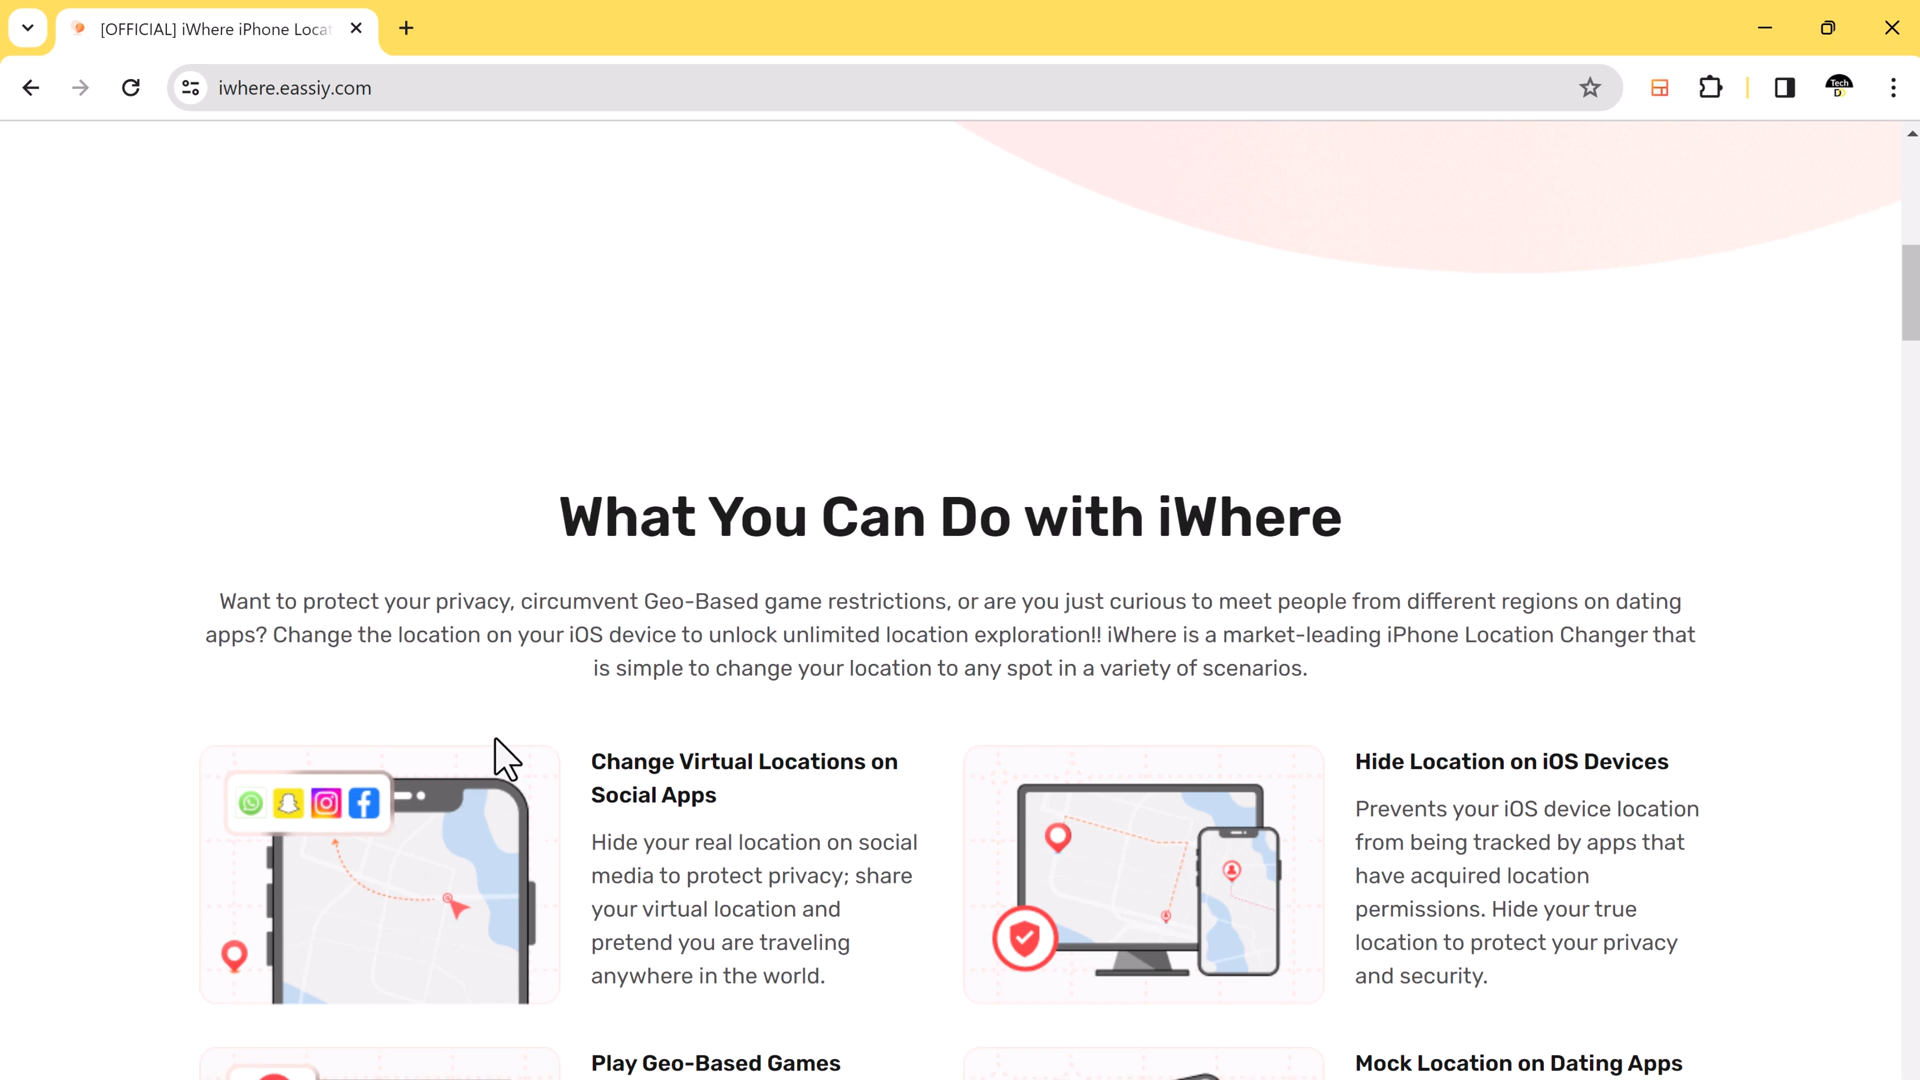 [OFFICIAL] iWhere iPhone Loca
iwhere.eassiy.com
Tech
D
What You Can Do with iWhere
Want to protect your privacy, circumvent Geo-Based game restrictions, or are you just curious to meet people from different regions on dating
apps? Change the location on your iOS device to unlock unlimited location exploration!! iWhere is a market-leading iPhone Location Changer that
is simple to change your location to any spot in a variety of scenarios.
Change Virtual Locations on
Social Apps
Hide your real location on social
media to protect privacy; share
your virtual location and
pretend you are traveling
anywhere in the world.
Hide Location on iOS Devices
Prevents your iOS device location
from being tracked by apps that
have acquired location
permissions. Hide your true
location to protect your privacy
and security.
Play Geo-Based Games
Mock Location on Dating Apps